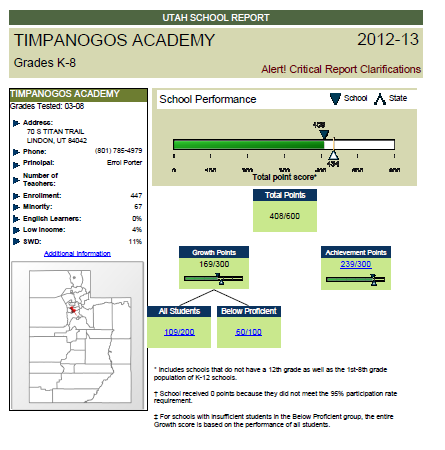 UTAH SCHOOL REPORT
TIMPANOGOS ACADEMY
2012-13
Grades K-8
Alert! Critical Report Clarifications
TIMPANOGOS ACADEMY
Grades Tested: 03-08
Address:
70 S TITAN TRAIL
LINDON, UT 84042
Phone: (801) 785-4979
Principal: Errol Porter
Number of
Teachers:
Enrollment: 447
Minority: 57
English Learners: 0%
Low Income: 4%
SWD: 11%
Additional Information
School Performance
School State
408
0 100 200 300 400 500 600
434
Total point score*
Total Points
408/600
Growth Points
169/300
Achievement Points
239/300
All Students
109/200
Below Proficient
60/100
* Includes schools that do not have a 12th grade as well as the 1st-8th grade
population of K-12 schools.
† School received 0 points because they did not meet the 95% participation rate
requirement.
‡ For schools with insufficient students in the Below Proficient group, the entire
Growth score is based on the performance of all students.